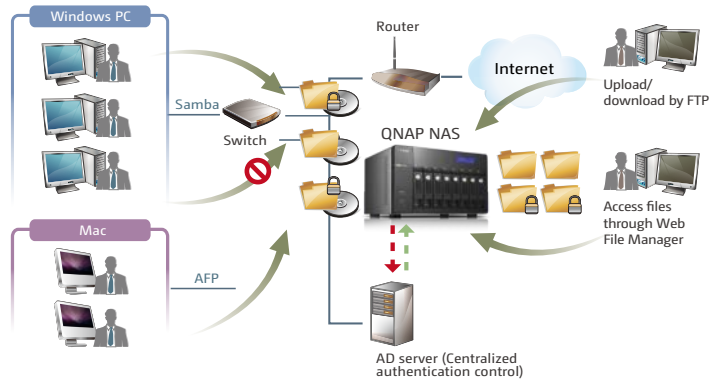 Windows PC
Router
Internet
Upload/
download by FTP
Samba
Switch
QNAP NAS
Access files
through Web
File Manager
Mac
AFP
AD server (Centralized
authentication control)